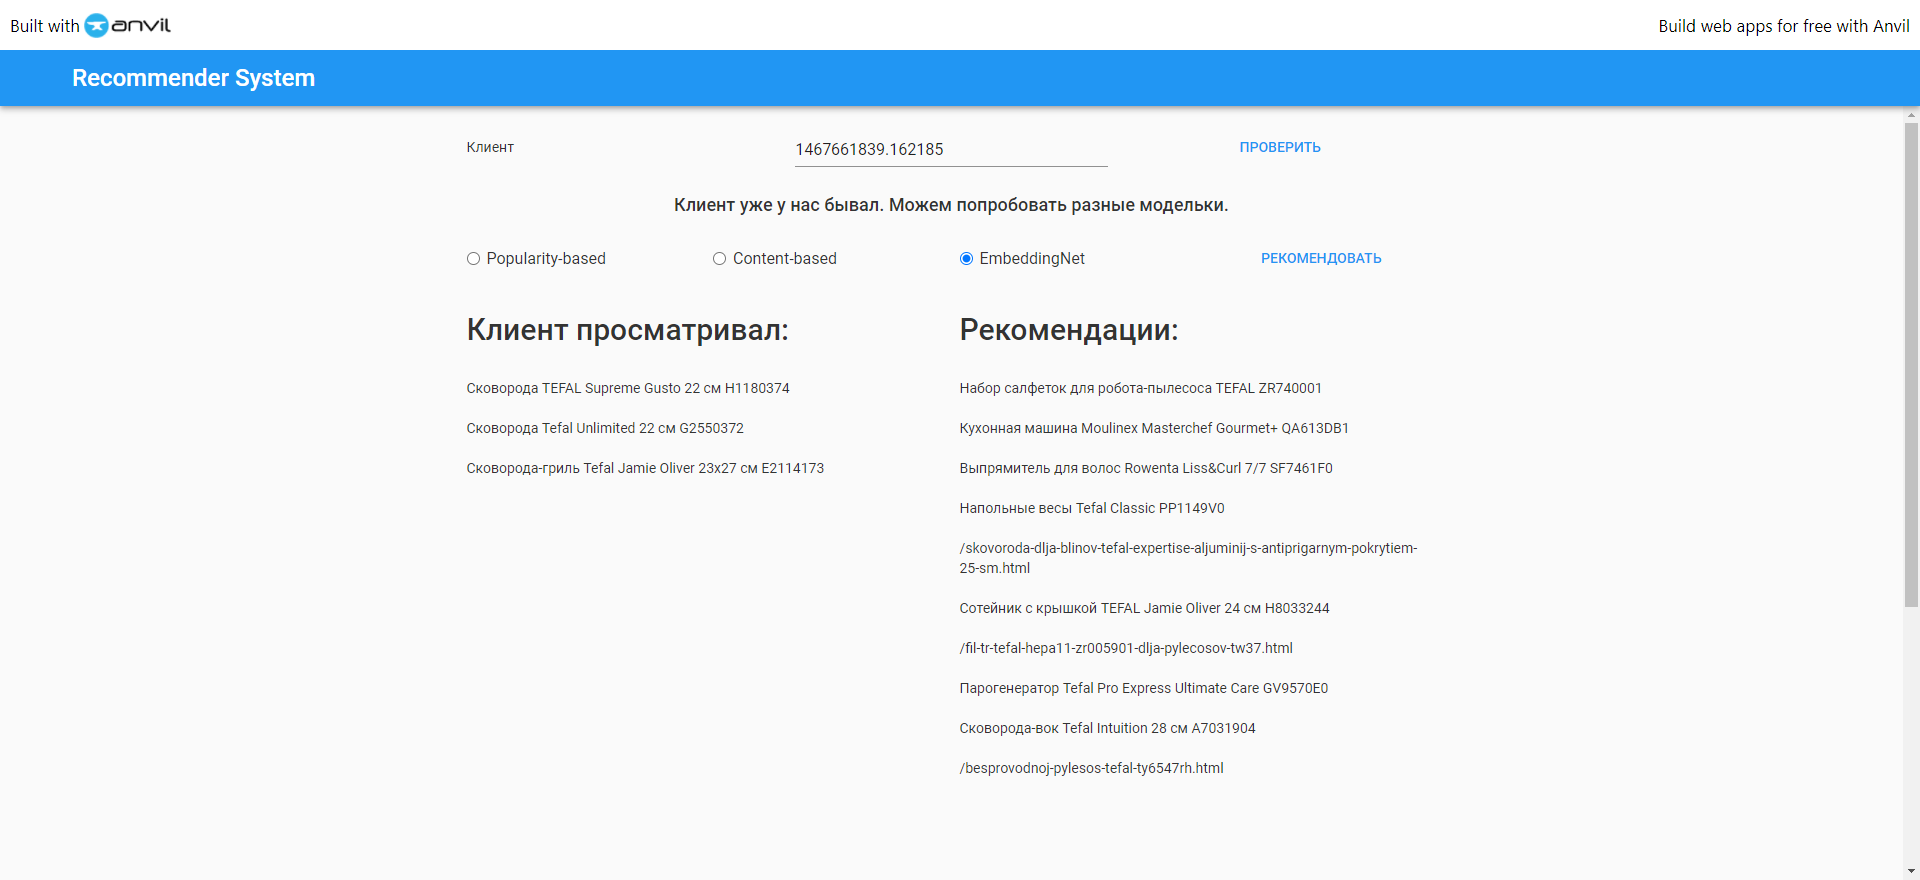 Built with anvil
Build web apps for free with Anvil
Recommender System
Клиент
1467661839.162185
ПРОВЕРИТЬ
Клиент уже у нас бывал. Можем попробовать разные модельки.
Popularity-based
Content-based
EmbeddingNet
РЕКОМЕНДОВАТЬ
Клиент просматривал:
Сковорода TEFAL Supreme Gusto 22 см H1180374
Сковорода Tefal Unlimited 22 см G2550372
Сковорода-гриль Tefal Jamie Oliver 23x27 см E2114173
Рекомендации:
Набор салфеток для робота-пылесоса TEFAL ZR740001
Кухонная машина Moulinex Masterchef Gourmet+ QA613DB1
Выпрямитель для волос Rowenta Liss&Curl 7/7 SF7461F0
Напольные весы Tefal Classic PP1149V0
/skovoroda-dlja-blinov-tefal-expertise-aljuminij-s-antiprigarnym-pokrytiem-
25-sm.html
Сотейник с крышкой TEFAL Jamie Oliver 24 см H8033244
/fil-tr-tefal-hepa11-zr005901-dlja-pylecosov-tw37.html
Парогенератор Tefal Pro Express Ultimate Care GV9570E0
Сковорода-вок Tefal Intuition 28 см A7031904
/besprovodnoj-pylesos-tefal-ty6547rh.html